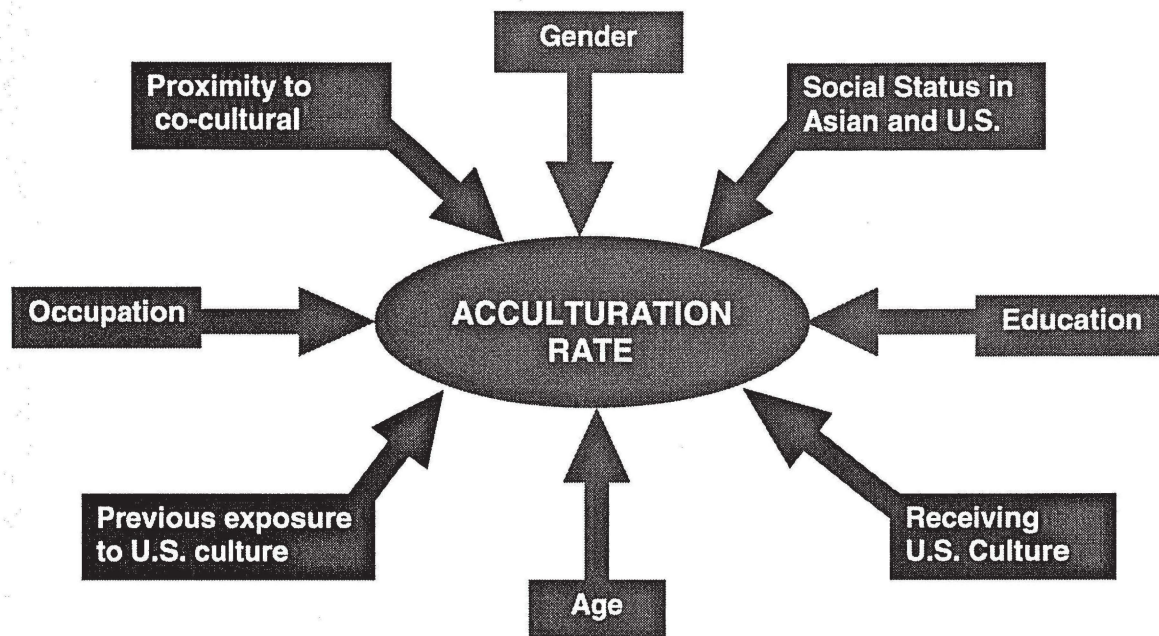 Gender
Proximity to
co-cultural
Social Status in
Asian and U.S.
Occupation
ACCULTURATION
RATE
Education
Previous exposure
to U.S. culture
Receiving
U.S. Culture
Age